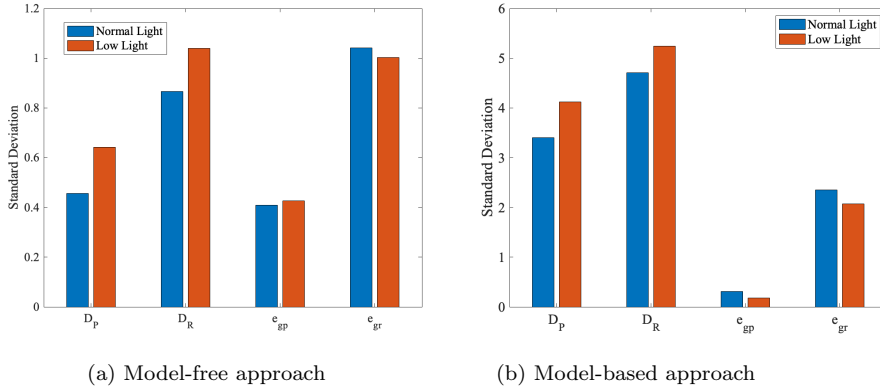 1.2
1
0.8
0.6
0.4
0.2
0
Standard Deviation
Normal Light
Low Light
D_P
D_R
e_gp
e_gr
(a) Model-free approach
6
5
4
3
2
1
0
Standard Deviation
Normal Light
Low Light
D_P
D_R
e_gp
e_gr
(b) Model-based approach